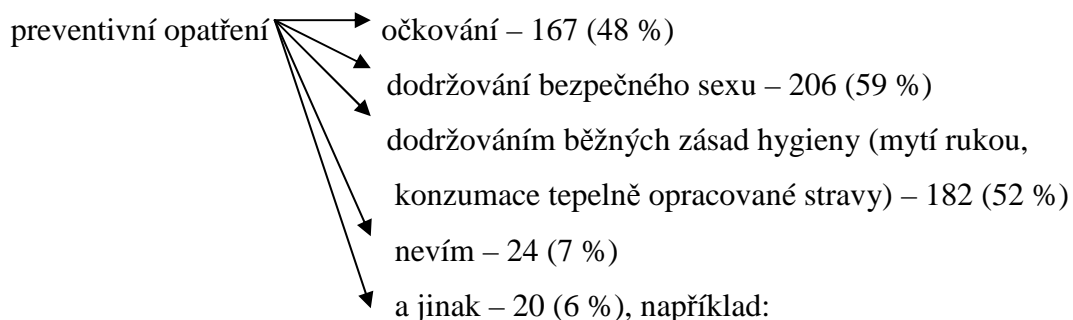 preventivní opatření očkování – 167 (48 %)
dodržování bezpečného sexu – 206 (59 %)
dodržováním běžných zásad hygieny (mytí rukou,
konzumace tepelně opracované stravy) – 182 (52 %)
nevím – 24 (7 %)
a jinak – 20 (6 %), například: